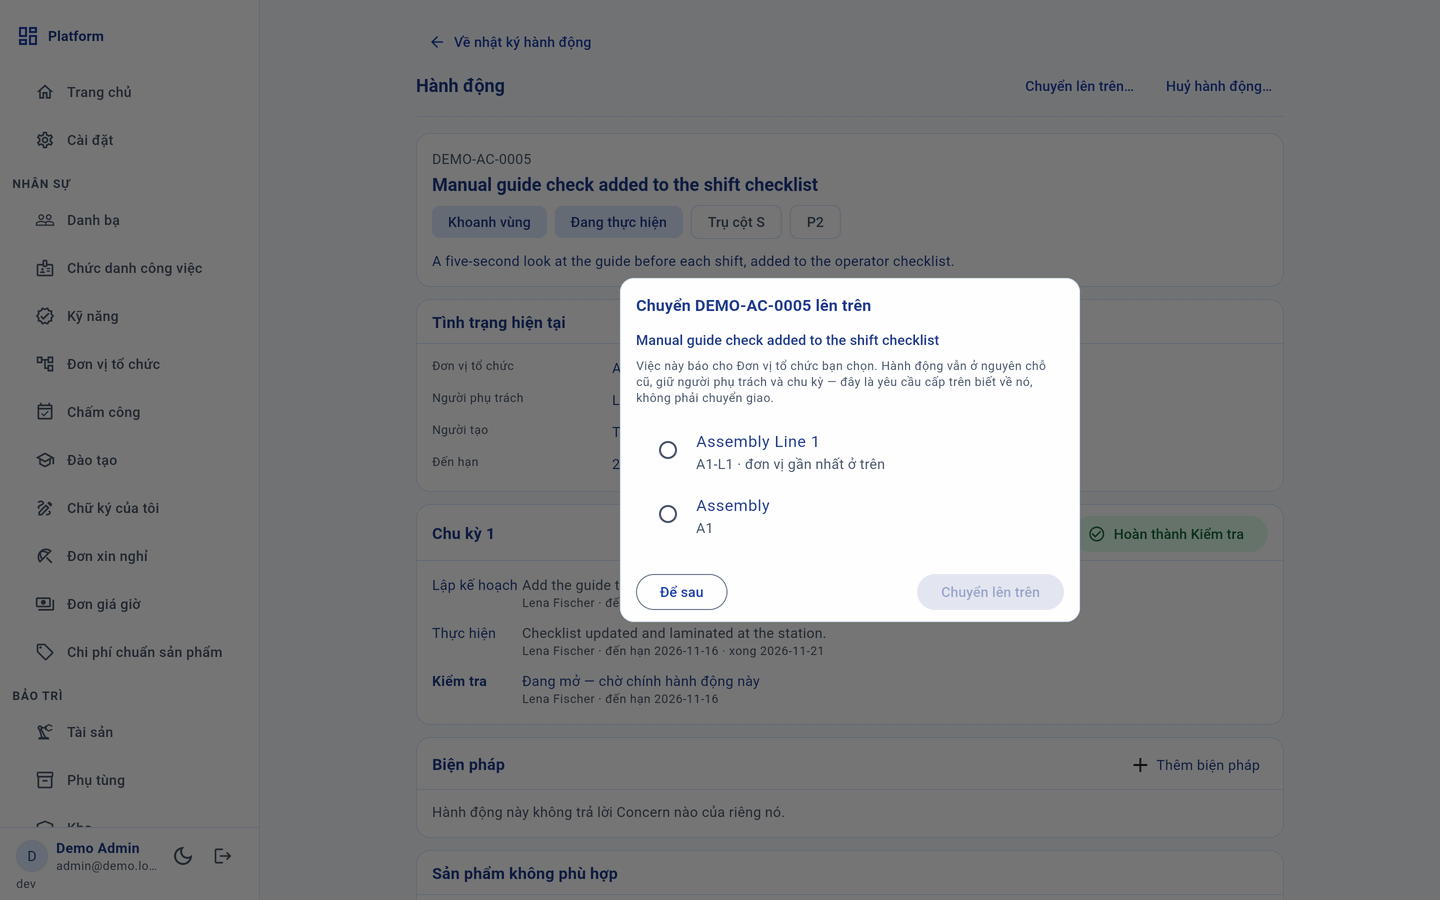 Platform
Trang chủ
Cài đặt
NHÂN SỰ
Danh bạ
Chức danh công việc
Kỹ năng
Đơn vị tổ chức
Chấm công
Đào tạo
Chữ ký của tôi
Đơn xin nghỉ
Đơn giá giờ
Chi phí chuẩn sản phẩm
BẢO TRÌ
Tài sản
Phụ tùng
D
Demo Admin
admin@demo.lo...
dev
Về nhật ký hành động
Hành động
Chuyển lên trên...
Huỷ hành động...
DEMO-AC-0005
Manual guide check added to the shift checklist
Khoanh vùng
Đang thực hiện
Trụ cột S
P2
A five-second look at the guide before each shift, added to the operator checklist.
Tình trạng hiện tại
Đơn vị tổ chức
Người phụ trách
Người tạo
Đến hạn
Chu kỳ 1
Hoàn thành Kiểm tra
Lập kế hoạch Add the guide
Lena Fischer ·
Thực hiện Checklist updated and laminated at the station.
Lena Fischer · đến hạn 2026-11-16 · xong 2026-11-21
Kiểm tra Đang mở — chờ chính hành động này
Lena Fischer · đến hạn 2026-11-16
Biện pháp
Thêm biện pháp
Hành động này không trả lời Concern nào của riêng nó.
Sản phẩm không phù hợp
Chuyển DEMO-AC-0005 lên trên
Manual guide check added to the shift checklist
Việc này báo cho Đơn vị tổ chức bạn chọn. Hành động vẫn ở nguyên chỗ
cũ, giữ người phụ trách và chu kỳ — đây là yêu cầu cấp trên biết về nó,
không phải chuyển giao.
Assembly Line 1
A1-L1 · đơn vị gần nhất ở trên
Assembly
A1
Để sau
Chuyển lên trên